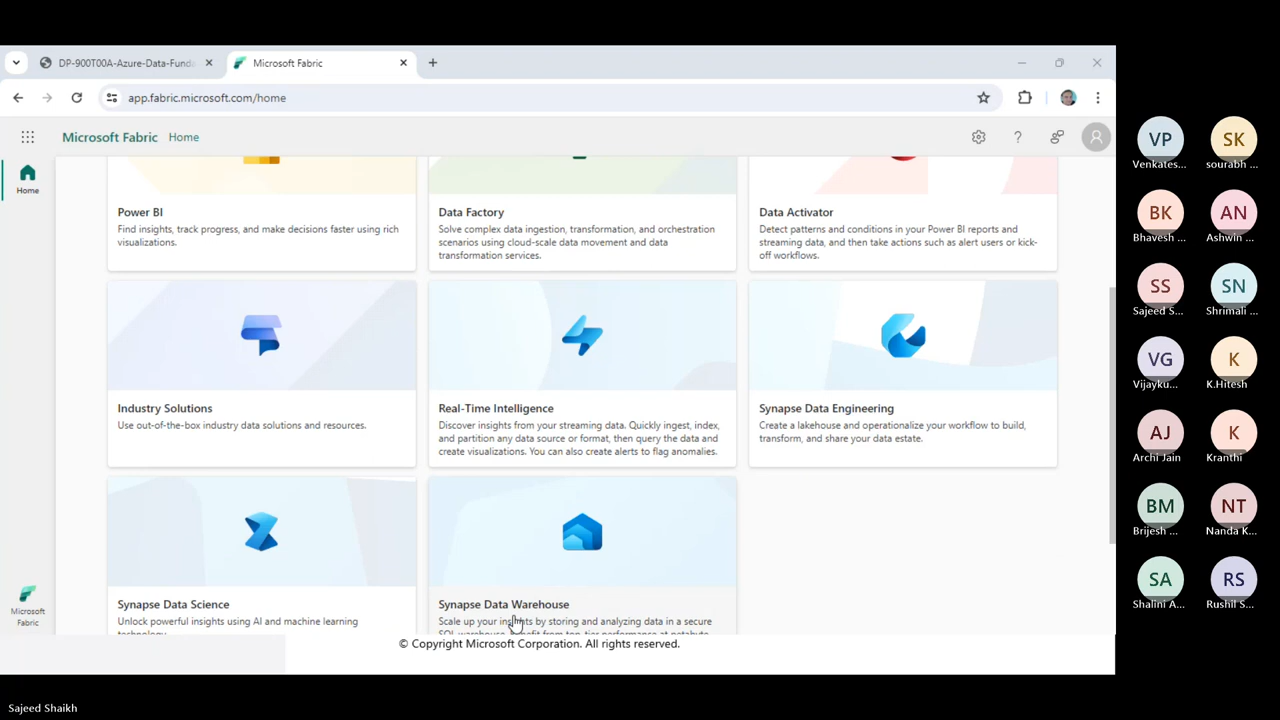 DP-900T00A-Azure-Data-Funda
Microsoft Fabric
app.fabric.microsoft.com/home
Microsoft Fabric Home
Home
Power BI
Find insights, track progress, and make decisions faster using rich
visualizations.
Data Factory
Solve complex data ingestion, transformation, and orchestration
scenarios using cloud-scale data movement and data
transformation services.
Data Activator
Detect patterns and conditions in your Power BI reports and
streaming data, and then take actions such as alert users or kick-
off workflows.
Industry Solutions
Use out-of-the-box industry data solutions and resources.
Real-Time Intelligence
Discover insights from your streaming data. Quickly ingest, index,
and partition any data source or format, then query the data and
create visualizations. You can also create alerts to flag anomalies.
Synapse Data Engineering
Create a lakehouse and operationalize your workflow to build,
transform, and share your data estate.
Synapse Data Science
Unlock powerful insights using AI and machine learning
technology.
Synapse Data Warehouse
Scale up your insights by storing and analyzing data in a secure
SQL warehouse. Benefit from top-tier performance at petabyte
Microsoft
Fabric
© Copyright Microsoft Corporation. All rights reserved.
VP
Venkates...
SK
sourabh ...
BK
Bhavesh ...
AN
Ashwin ...
SS
Sajeed S...
SN
Shrimali ...
VG
Vijayku...
K
K.Hitesh
AJ
Archi Jain
K
Kranthi
BM
Brijesh ...
NT
Nanda K...
SA
Shalini A...
RS
Rushil S...
Sajeed Shaikh